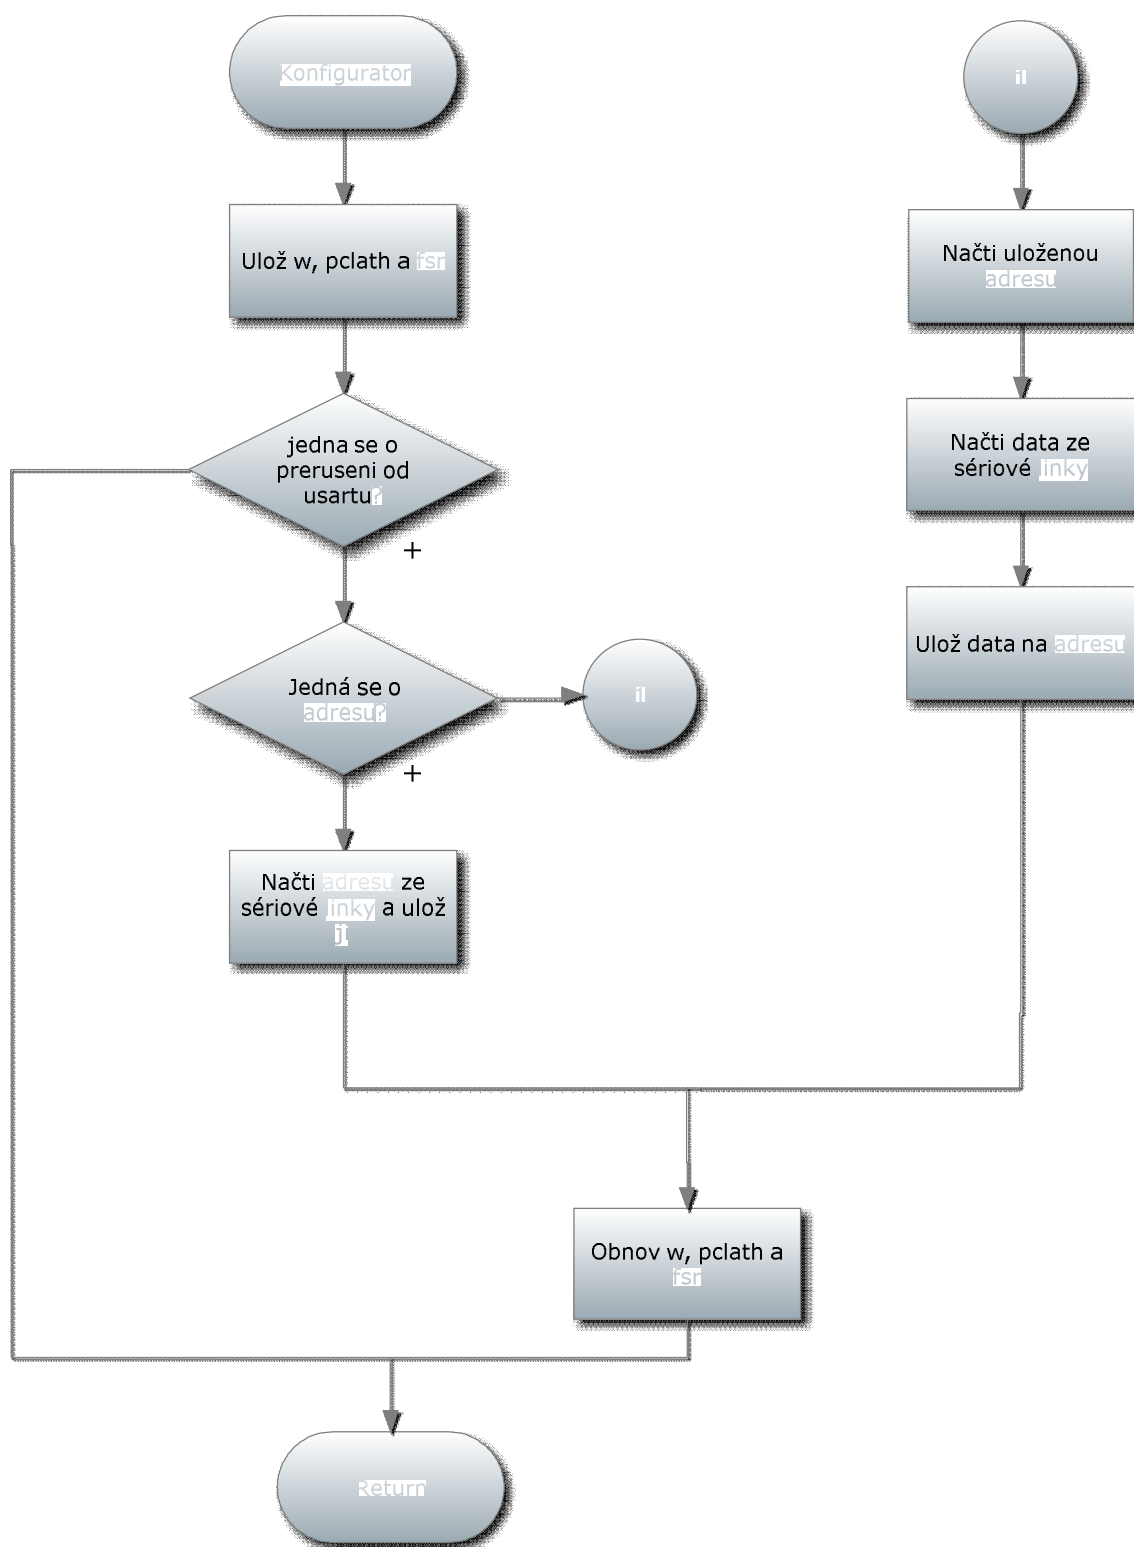 Konfigurator
Ulož w, pclath a fsr
jedna se o
preruseni od
usartu?
+
Jedná se o
adresu?
+
Načti adresu ze
sériové linky a ulož
ji
i1
Načti uloženou
adresu
Načti data ze
sériové linky
Ulož data na adresu
Obnov w, pclath a
fsr
Return